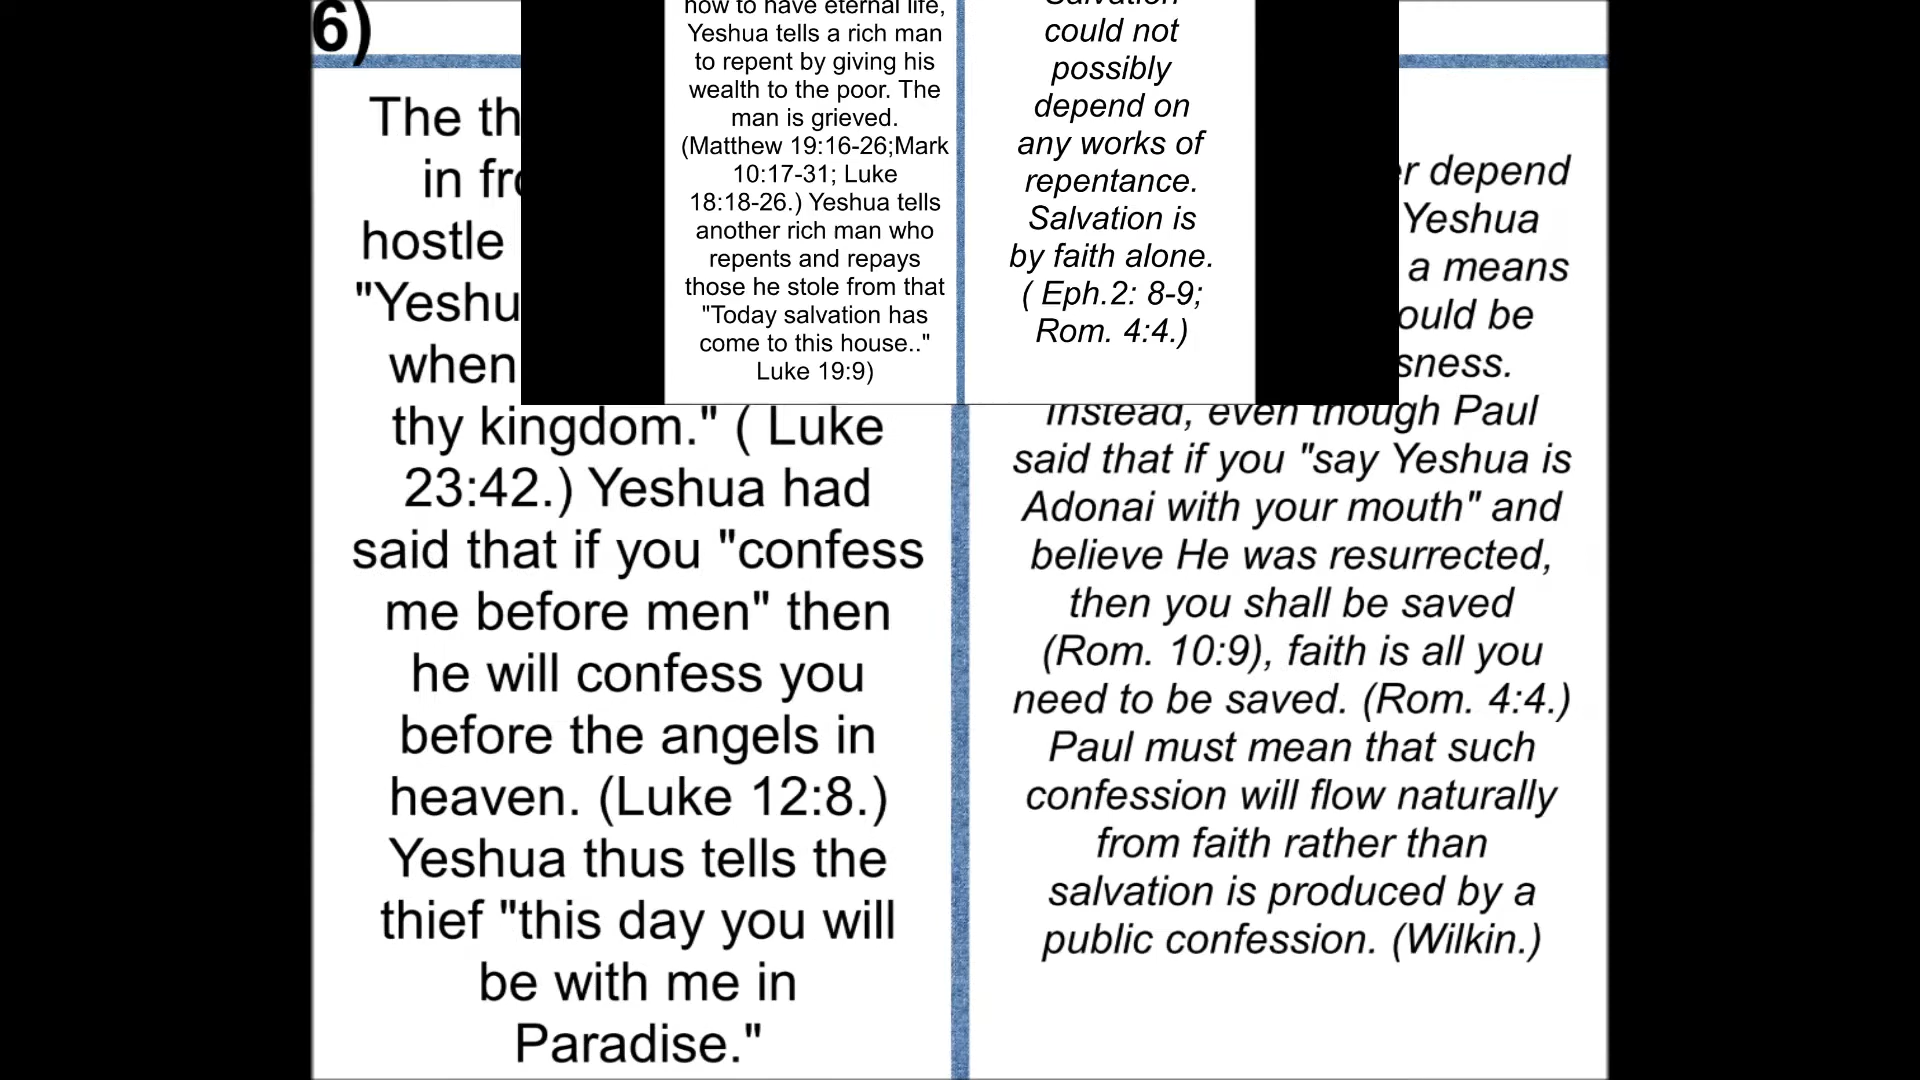 6)
how to have eternal life,
Yeshua tells a rich man
to repent by giving his
wealth to the poor. The
man is grieved.
(Matthew 19:16-26;Mark
10:17-31; Luke
18:18-26.) Yeshua tells
another rich man who
repents and repays
those he stole from that
"Today salvation has
come to this house.."
Luke 19:9)
Salvation
could not
possibly
depend on
any works of
repentance.
Salvation is
by faith alone.
( Eph.2: 8-9;
Rom. 4:4.)
The th
in fro
hostle
"Yeshu
when
thy kingdom." ( Luke
23:42.) Yeshua had
said that if you "confess
me before men" then
he will confess you
before the angels in
heaven. (Luke 12:8.)
Yeshua thus tells the
thief "this day you will
be with me in
Paradise."
er depend
Yeshua
a means
ould be
sness.
Instead, even though Paul
said that if you "say Yeshua is
Adonai with your mouth" and
believe He was resurrected,
then you shall be saved
(Rom. 10:9), faith is all you
need to be saved. (Rom. 4:4.)
Paul must mean that such
confession will flow naturally
from faith rather than
salvation is produced by a
public confession. (Wilkin.)